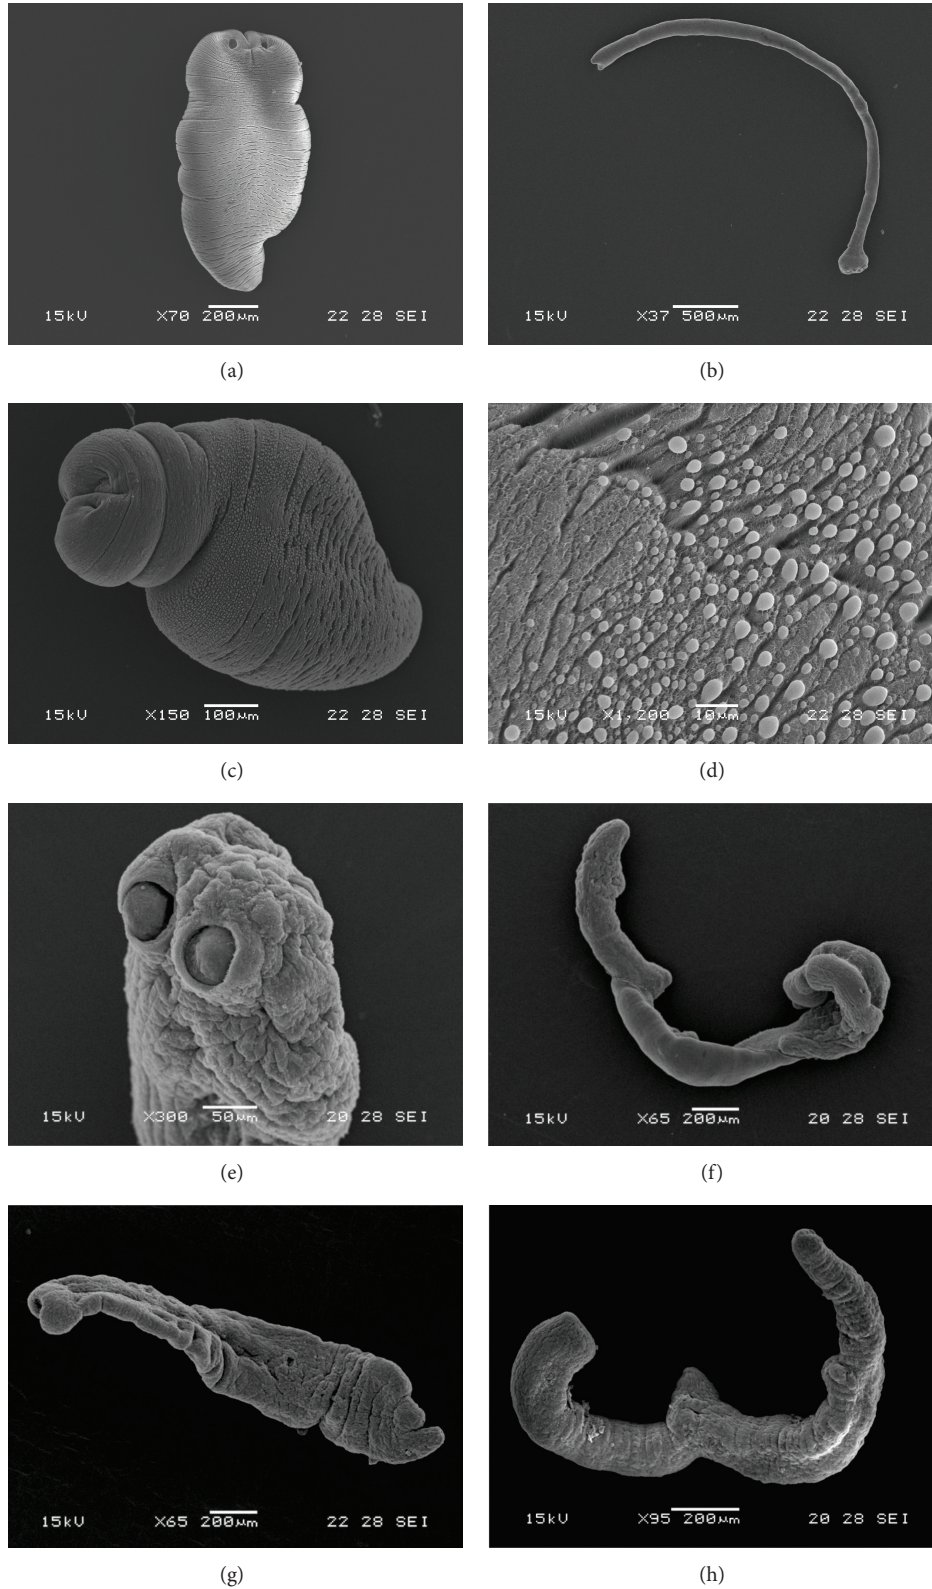 15kV X70 200μm 22 28 SEI
(a)
15kV X37 500μm 22 28 SEI
(b)
15kV X150 100μm 22 28 SEI
(c)
15kV X1,200 10μm 22 28 SEI
(d)
15kV X300 50μm 20 28 SEI
(e)
15kV X65 200μm 20 28 SEI
(f)
15kV X65 200μm 22 28 SEI
(g)
15kV X95 200μm 20 28 SEI
(h)